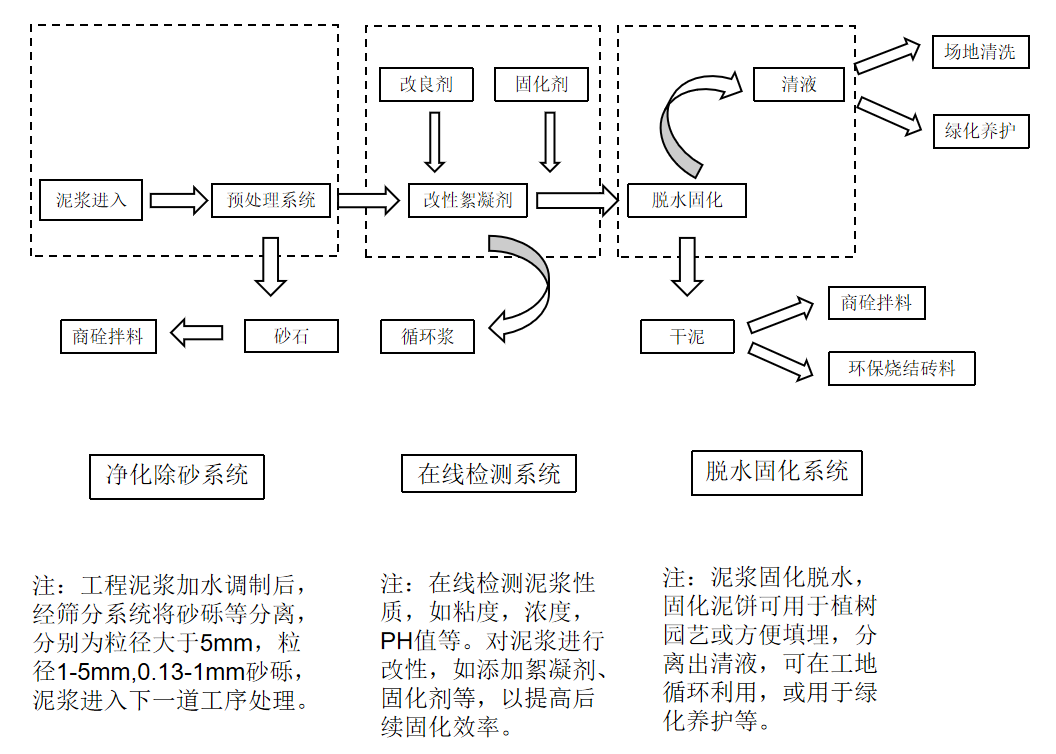 场地清洗
改良剂
固化剂
清液
绿化养护
泥浆进入
预处理系统
改性絮凝剂
脱水固化
商砼拌料
商砼拌料
砂石
循环浆
干泥
环保烧结砖料
净化除砂系统
在线检测系统
脱水固化系统
注：工程泥浆加水调制后，
经筛分系统将砂砾等分离，
分别为粒径大于5mm，粒
径1-5mm,0.13-1mm砂砾，
泥浆进入下一道工序处理。
注：在线检测泥浆性
质，如粘度，浓度，
PH值等。对泥浆进行
改性，如添加絮凝剂、
固化剂等，以提高后
续固化效率。
注：泥浆固化脱水，
固化泥饼可用于植树
园艺或方便填埋，分
离出清液，可在工地
循环利用，或用于绿
化养护等。